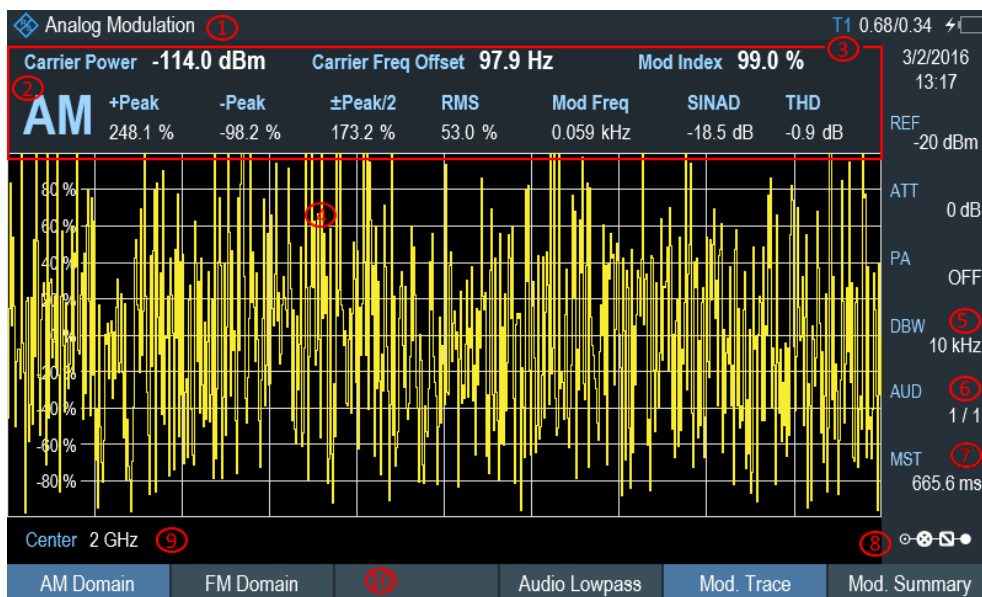 Analog Modulation 1 T1 0.68/0.34
Carrier Power -114.0 dBm Carrier Freq Offset 97.9 Hz Mod Index 99.0 % 3
2
AM
+Peak -Peak ±Peak/2 RMS Mod Freq SINAD THD
248.1 % -98.2 % 173.2 % 53.0 % 0.059 kHz -18.5 dB -0.9 dB
3/2/2016
13:17
REF
-20 dBm
ATT
0 dB
PA
OFF
DBW 5
10 kHz
AUD 6
1 / 1
MST 7
665.6 ms
80 %
4
60 %
40 %
20 %
0 %
-20 %
-40 %
-60 %
-80 %
Center 2 GHz 9
8
AM Domain FM Domain 10 Audio Lowpass Mod. Trace Mod. Summary